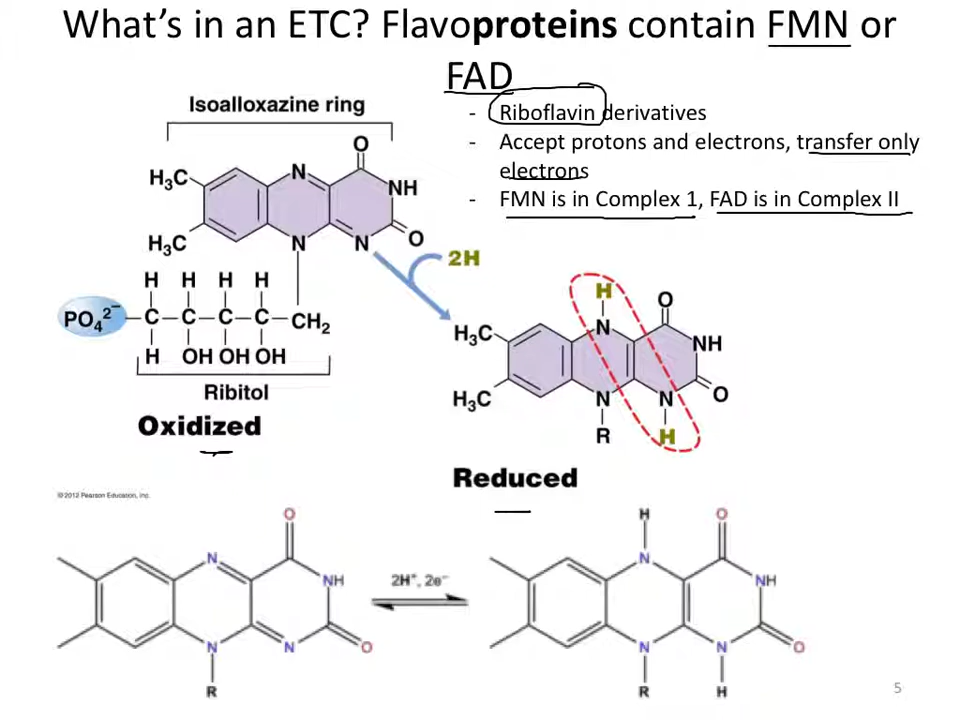 What's in an ETC? Flavoproteins contain FMN or
FAD
- Riboflavin derivatives
- Accept protons and electrons, transfer only
electrons
- FMN is in Complex 1, FAD is in Complex II
Isoalloxazine ring
O
H₃C N NH
H₃C N N O
2H
H H H H
PO₄²⁻ C C C C CH₂
H OH OH OH
Ribitol
Oxidized
H
O
H₃C N NH
H₃C N N O
R H
Reduced
© 2012 Pearson Education, Inc.
O H O
N NH 2H⁺, 2e⁻ N NH
N N O N N O
R R H
5